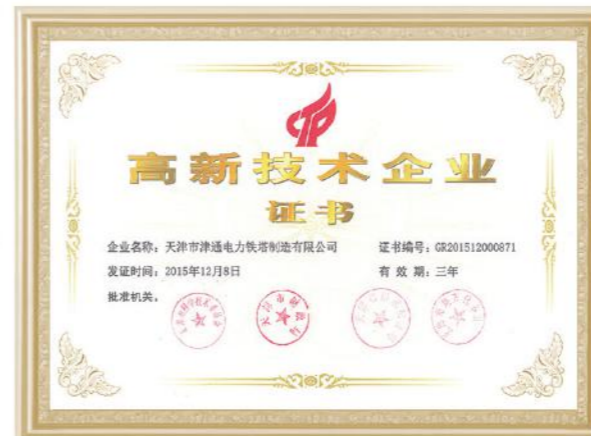 高新技术企业
证书
企业名称：天津市津通电力铁塔制造有限公司 证书编号：GR201512000871
发证时间：2015年12月8日 有 效 期：三年
批准机关：